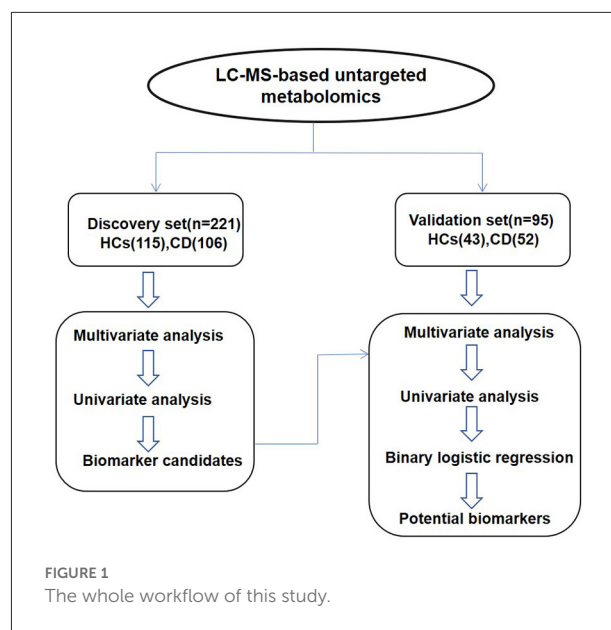 LC-MS-based untargeted
metabolomics
Discovery set(n=221)
HCs(115),CD(106)
Validation set(n=95)
HCs(43),CD(52)
Multivariate analysis
Univariate analysis
Biomarker candidates
Multivariate analysis
Univariate analysis
Binary logistic regression
Potential biomarkers
FIGURE 1
The whole workflow of this study.